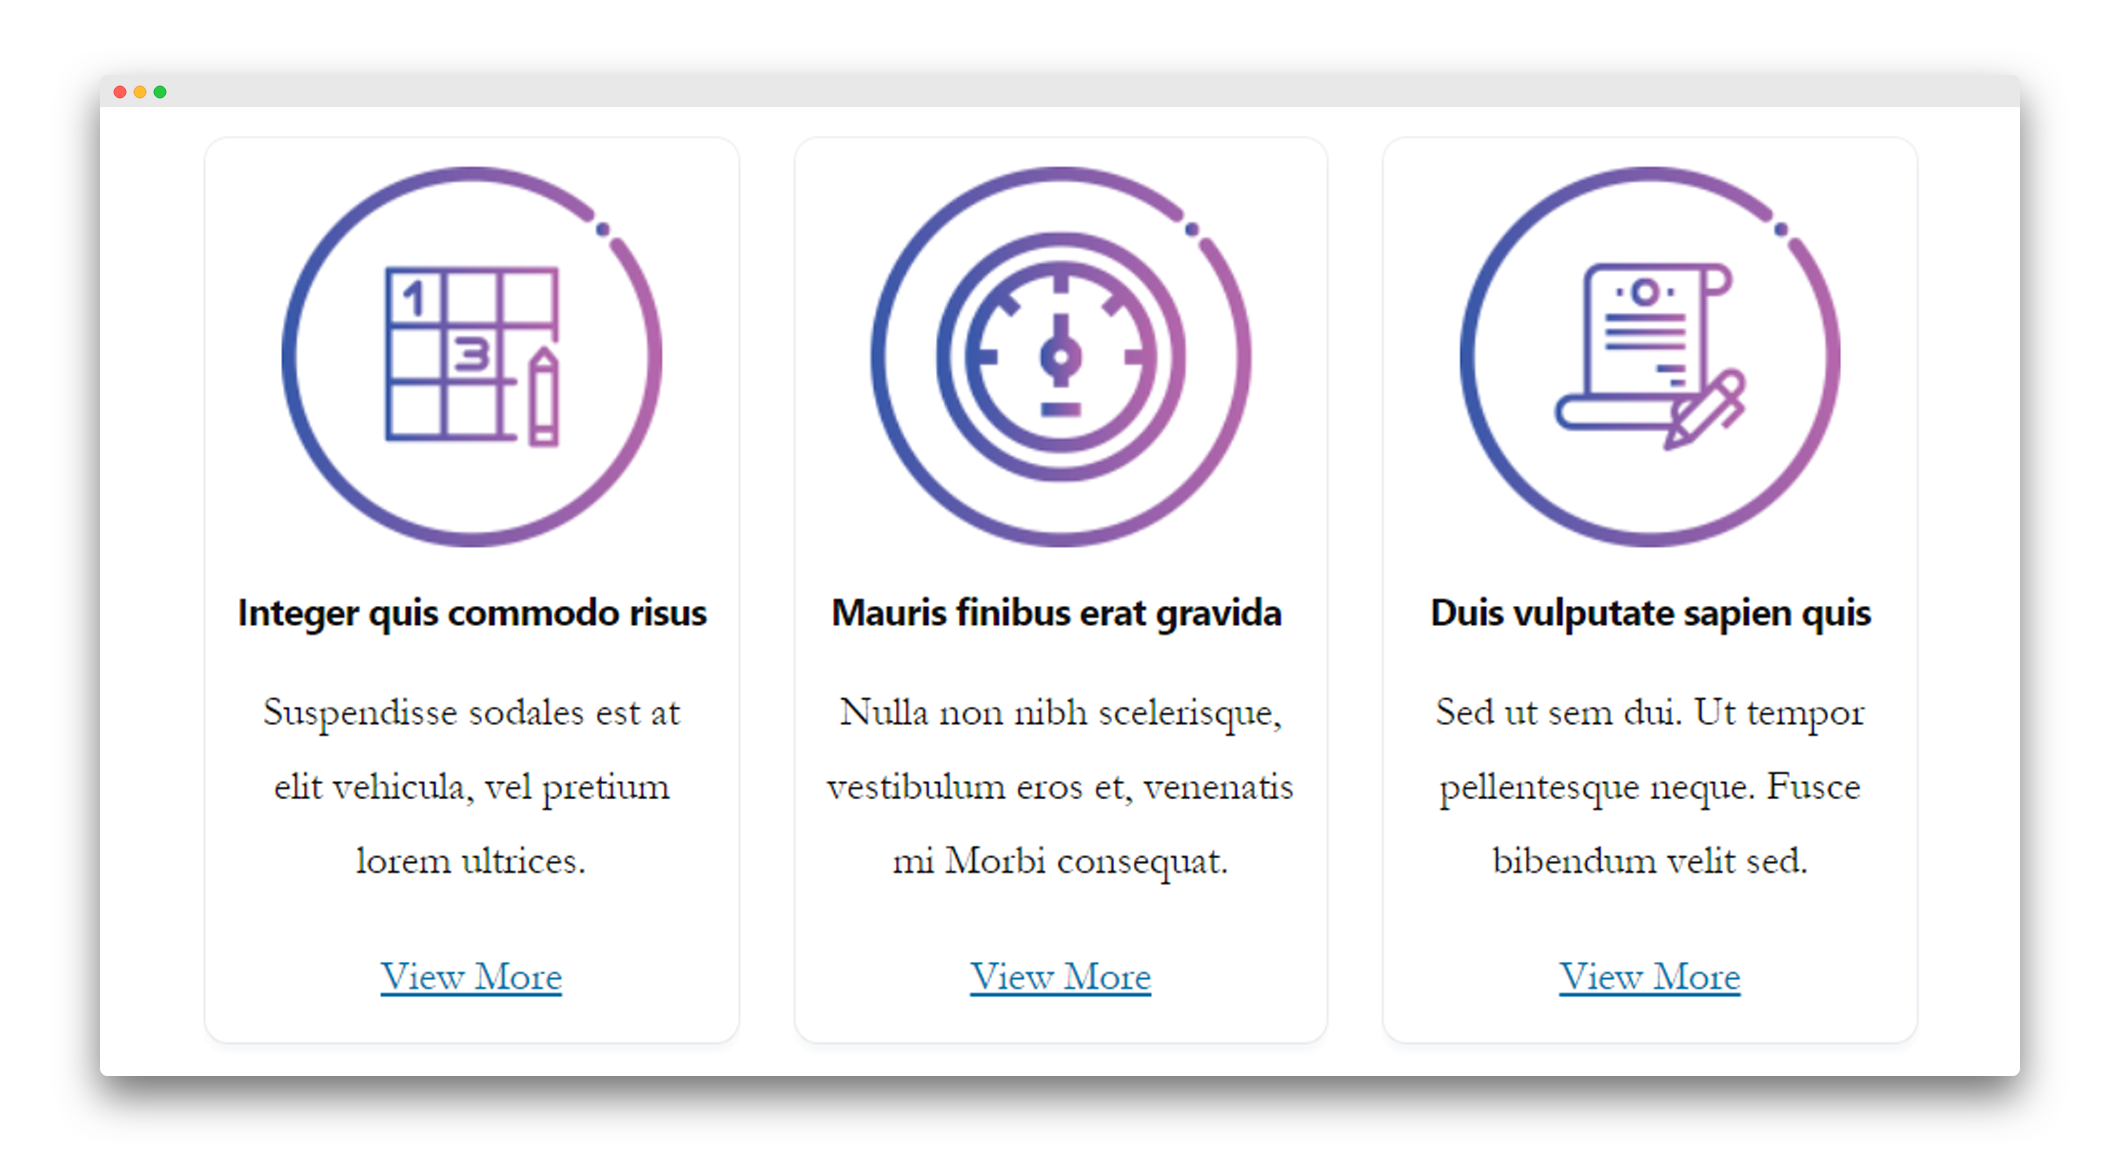 1
3
Integer quis commodo risus
Suspendisse sodales est at
elit vehicula, vel pretium
lorem ultrices.
View More
Mauris finibus erat gravida
Nulla non nibh scelerisque,
vestibulum eros et, venenatis
mi Morbi consequat.
View More
Duis vulputate sapien quis
Sed ut sem dui. Ut tempor
pellentesque neque. Fusce
bibendum velit sed.
View More